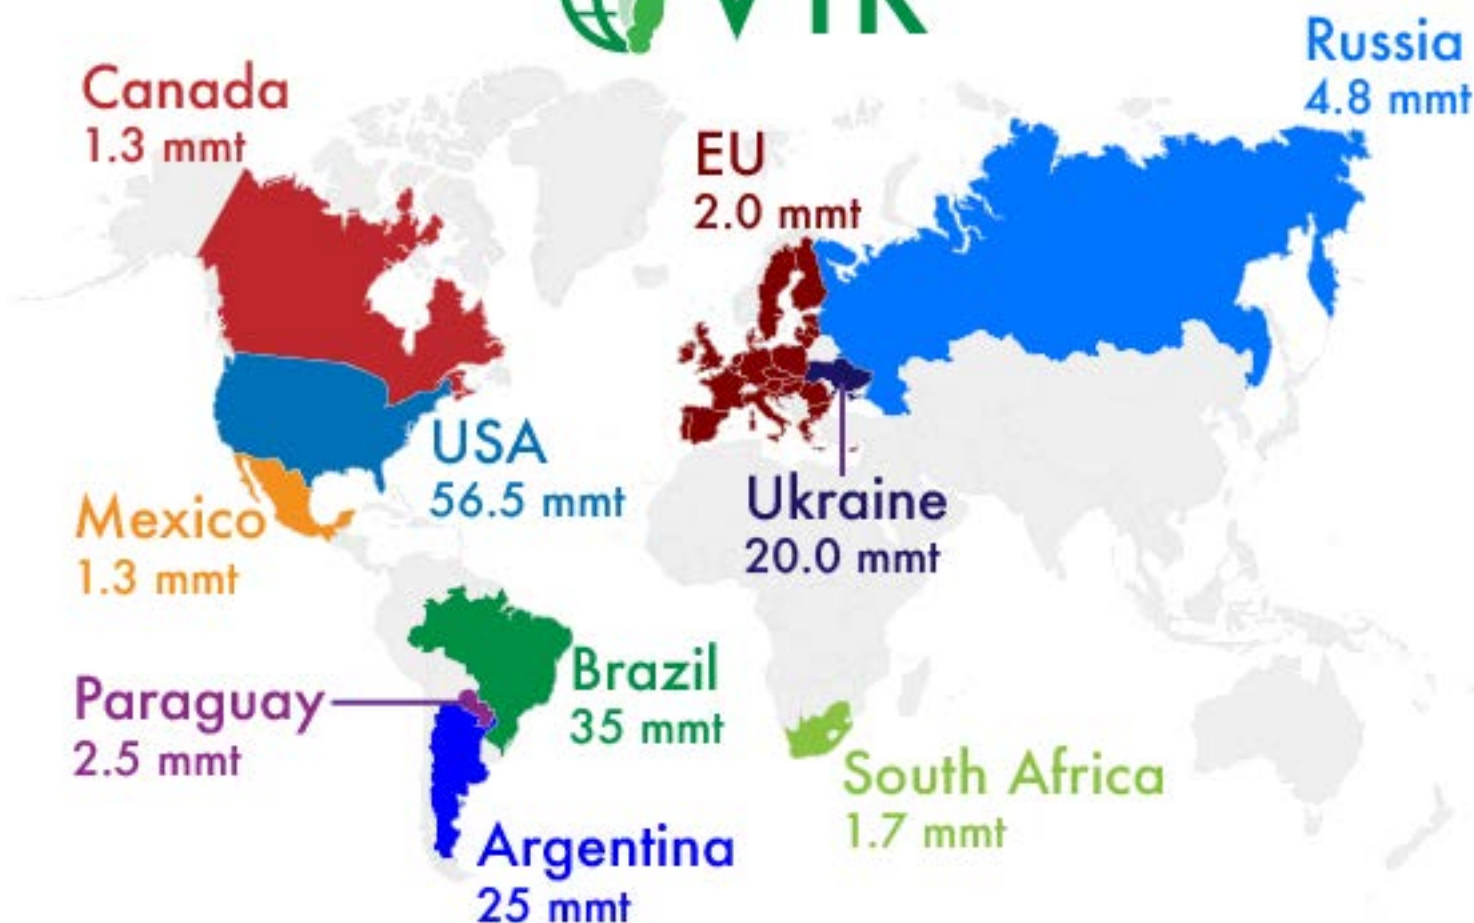 Russia
4.8 mmt
Canada
1.3 mmt
EU
2.0 mmt
USA
56.5 mmt
Ukraine
20.0 mmt
Mexico
1.3 mmt
Brazil
35 mmt
Paraguay
2.5 mmt
South Africa
1.7 mmt
Argentina
25 mmt